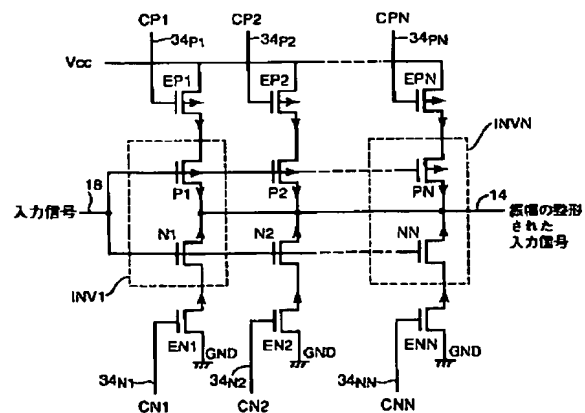 CP1 CP2 CPN
34P1 34P2 34PN
Vcc
EP1 EP2 EPN
INVN
18 P1 P2 PN 14
入力信号
振幅の整形
された
入力信号
N1 N2 NN
INV1
EN1 GND EN2 GND ENN GND
34N1 34N2 34NN
CN1 CN2 CNN